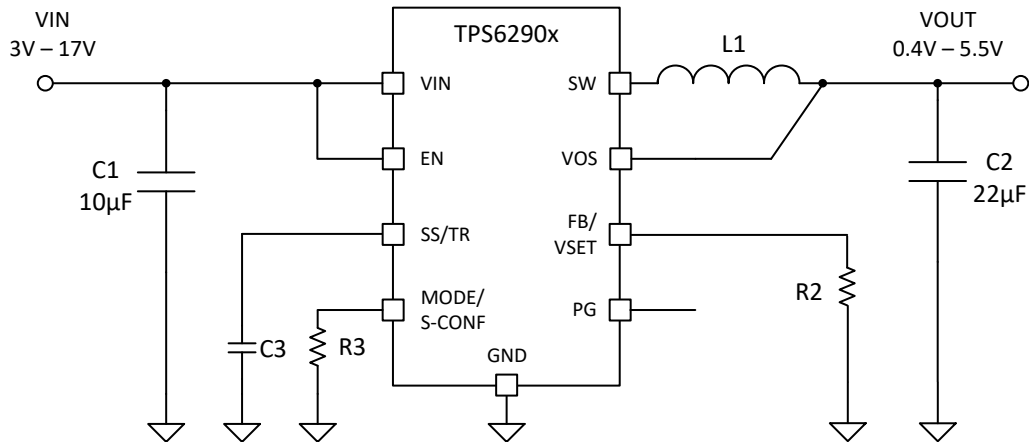 VIN
3V – 17V
TPS6290x
VOUT
0.4V – 5.5V
L1
VIN
SW
EN
VOS
C1
10µF
C2
22µF
SS/TR
FB/
VSET
R2
MODE/
S-CONF
PG
C3
R3
GND